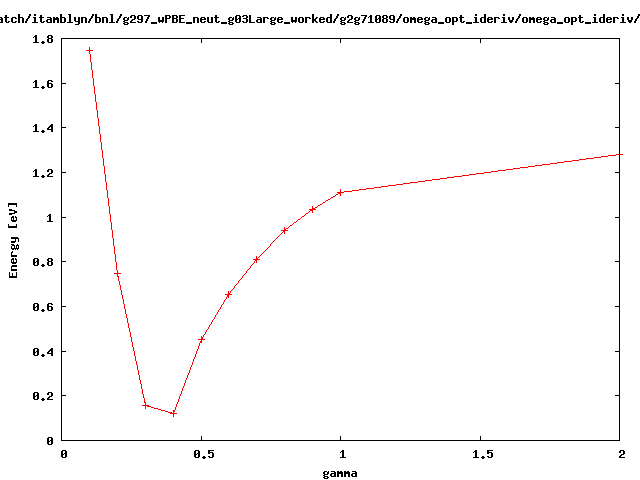 atch/itamblyn/bnl/g297_wPBE_neut_g03Large_worked/g2g71089/omega_opt_ideriv/omega_opt_ideriv/
1.8
1.6
1.4
1.2
1
0.8
0.6
0.4
0.2
0
Energy [eV]
0 0.5 1 1.5 2
gamma